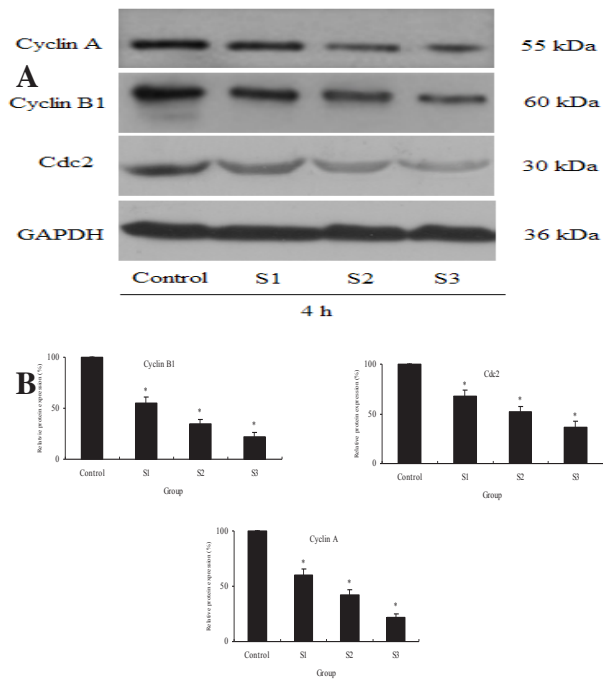 Cyclin A 55 kDa
A
Cyclin B1 60 kDa
Cdc2 30 kDa
GAPDH 36 kDa
Control S1 S2 S3
4 h
B
Cyclin B1
Relative protein expression (%)
100
50
0
* * *
Control S1 S2 S3
Group
Cdc2
Relative protein expression (%)
100
50
0
* * *
Control S1 S2 S3
Group
Cyclin A
Relative protein expression (%)
100
50
0
* * *
Control S1 S2 S3
Group